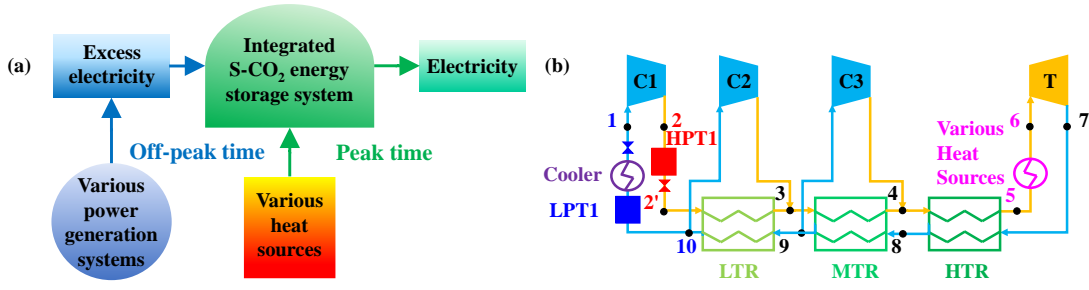 (a)
Excess
electricity
Integrated
S-CO₂ energy
storage system
Electricity
Off-peak time
Peak time
Various
power
generation
systems
Various
heat
sources
(b)
C1
C2
C3
T
1
2
6
7
HPT1
Various
Heat
Sources
Cooler
LPT1
2'
3
4
5
10
9
8
LTR
MTR
HTR